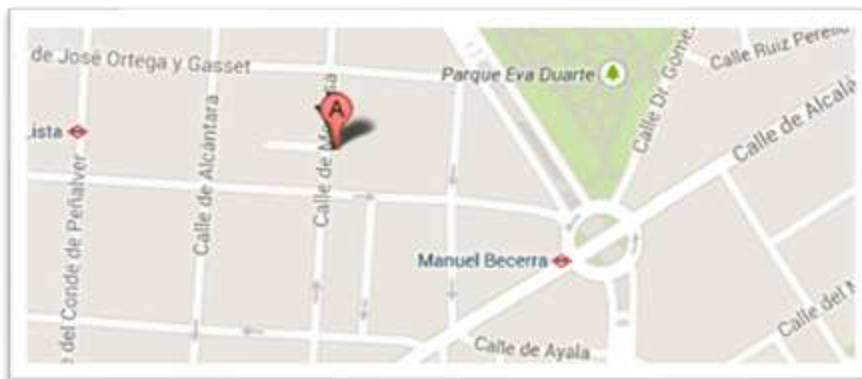 de José Ortega y Gasset
Parque Eva Duarte
Calle Ruiz Perelló
Calle Dr. Gómez
Calle de Alcalá
Lista
A
Calle de Alcántara
Calle de
Calle del Conde de Peñalver
Manuel Becerra
Calle del
Calle de Ayala